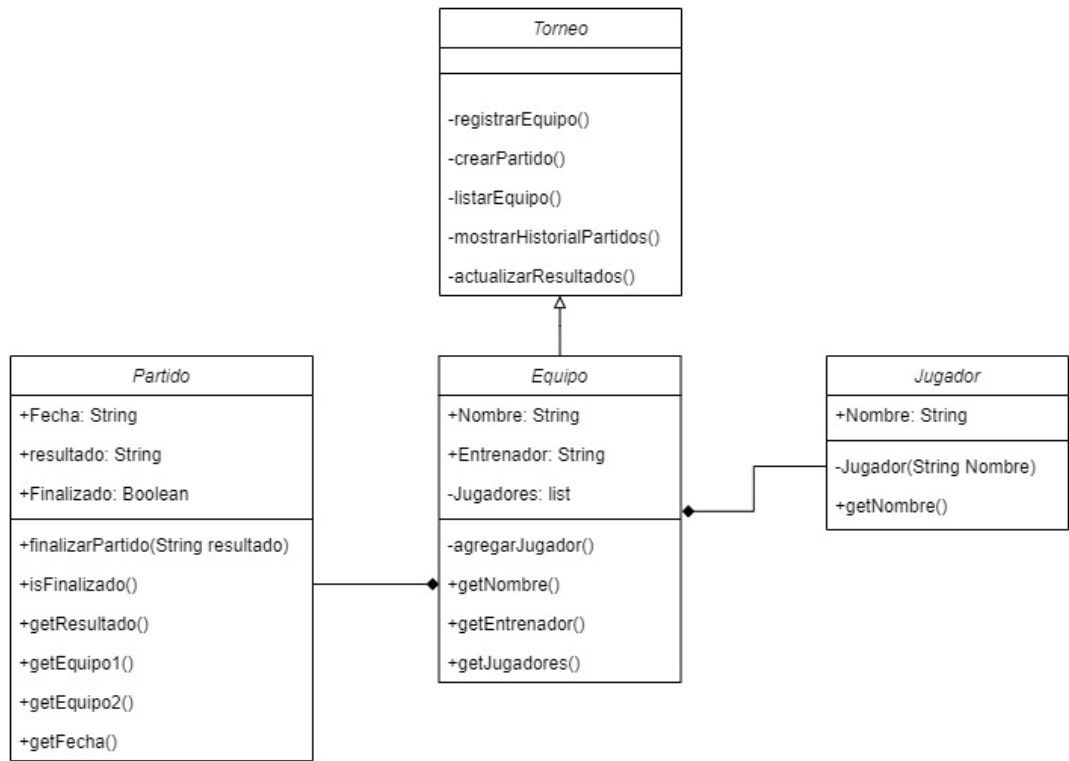 Torneo
-registrarEquipo()
-crearPartido()
-listarEquipo()
-mostrarHistorialPartidos()
-actualizarResultados()
Partido
+Fecha: String
+resultado: String
+Finalizado: Boolean
+finalizarPartido(String resultado)
+isFinalizado()
+getResultado()
+getEquipo1()
+getEquipo2()
+getFecha()
Equipo
+Nombre: String
+Entrenador: String
-Jugadores: list
-agregarJugador()
+getNombre()
+getEntrenador()
+getJugadores()
Jugador
+Nombre: String
-Jugador(String Nombre)
+getNombre()